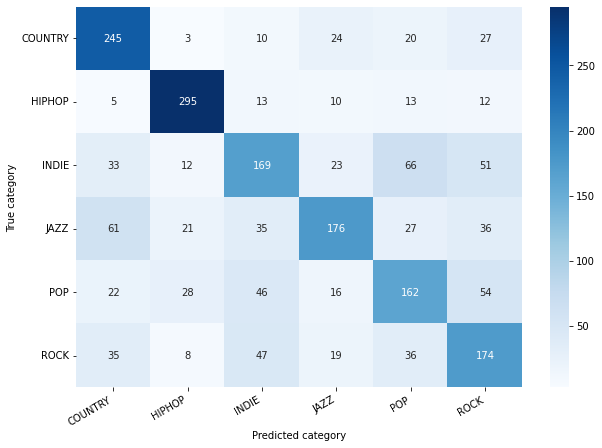 COUNTRY 245 3 10 24 20 27
HIPHOP 5 295 13 10 13 12
INDIE 33 12 169 23 66 51
JAZZ 61 21 35 176 27 36
POP 22 28 46 16 162 54
ROCK 35 8 47 19 36 174
COUNTRY HIPHOP INDIE JAZZ POP ROCK
Predicted category
True category
250
200
150
100
50